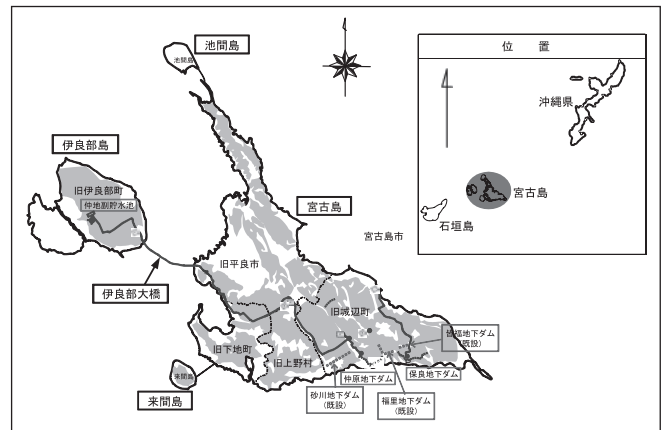 池間島
池間島
位 置
沖縄県
宮古島
石垣島
伊良部島
旧伊良部町
仲地副貯水池
宮古島
宮古島市
伊良部大橋
旧平良市
旧城辺町
旧下地町
旧上野村
皆福地下ダム
(既設)
仲原地下ダム
保良地下ダム
来間島
来間島
砂川地下ダム
(既設)
福里地下ダム
(既設)